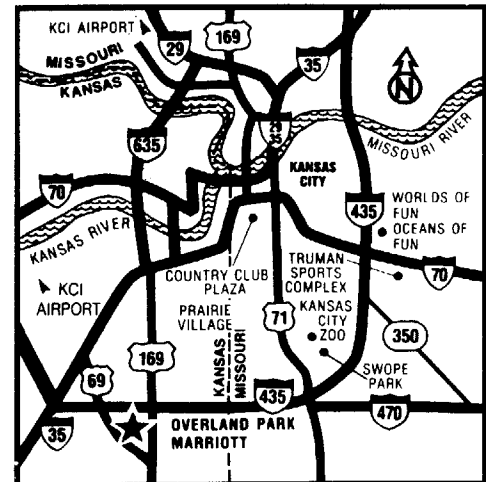 KCI AIRPORT
MISSOURI
KANSAS
29
169
35
N
635
29
35
MISSOURI RIVER
KANSAS
CITY
70
KANSAS RIVER
435
WORLDS OF
FUN
OCEANS OF
FUN
KCI
AIRPORT
COUNTRY CLUB
PLAZA
TRUMAN
SPORTS
COMPLEX
70
PRAIRIE
VILLAGE
KANSAS
MISSOURI
71
KANSAS
CITY
ZOO
350
169
69
SWOPE
PARK
435
470
35
OVERLAND PARK
MARRIOTT